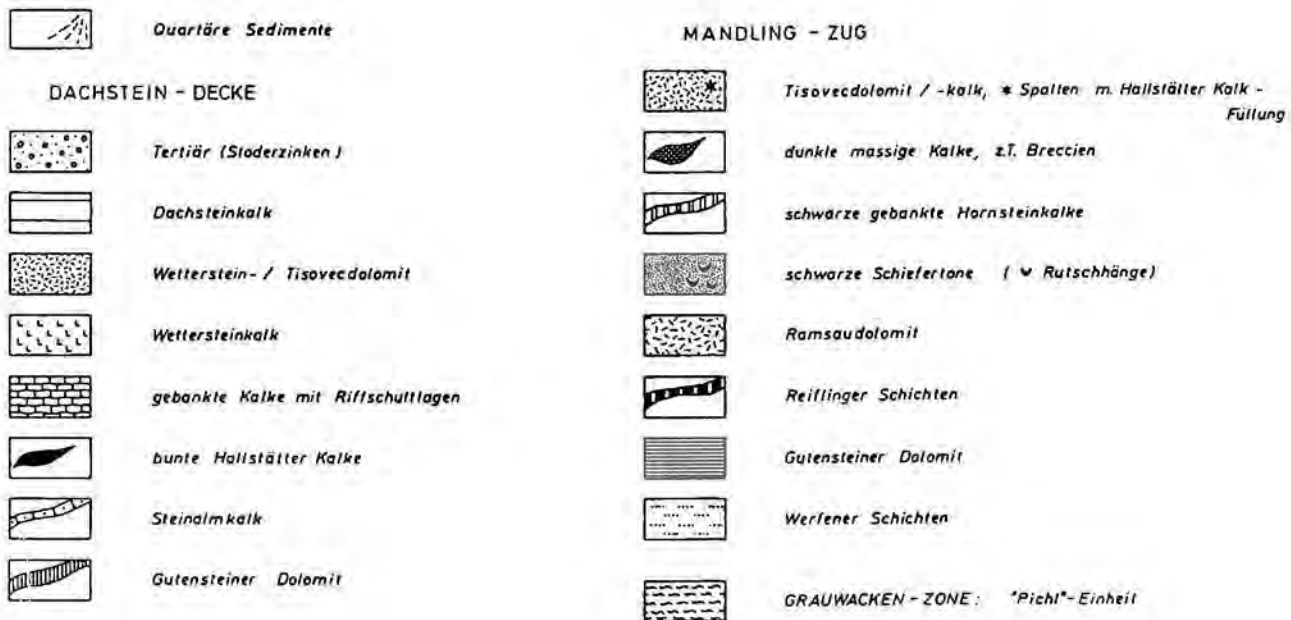 Quartäre Sedimente
DACHSTEIN - DECKE
Tertiär (Stoderzinken)
Dachsteinkalk
Wetterstein- / Tisovecdolomit
Wettersteinkalk
gebankte Kalke mit Riffschuttlagen
bunte Hallstätter Kalke
Steinalmkalk
Gutensteiner Dolomit
MANDLING - ZUG
Tisovecdolomit / -kalk, * Spalten m. Hallstätter Kalk -
Füllung
dunkle massige Kalke, z.T. Breccien
schwarze gebankte Hornsteinkalke
schwarze Schiefertone ( ᴗ Rutschhänge)
Ramsaudolomit
Reiflinger Schichten
Gutensteiner Dolomit
Werfener Schichten
GRAUWACKEN - ZONE : "Pichl"- Einheit